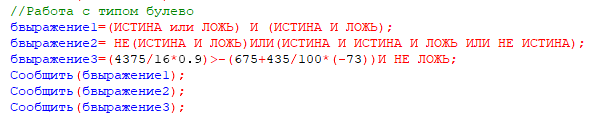 //Работа с типом булево
бвыражение1=(ИСТИНА или ЛОЖЬ) И (ИСТИНА И ЛОЖЬ);
бвыражение2= НЕ(ИСТИНА И ЛОЖЬ)ИЛИ(ИСТИНА И ИСТИНА И ЛОЖЬ ИЛИ НЕ ИСТИНА);
бвыражение3=(4375/16*0.9)>-(675+435/100*(-73))И НЕ ЛОЖЬ;
Сообщить(бвыражение1);
Сообщить(бвыражение2);
Сообщить(бвыражение3);